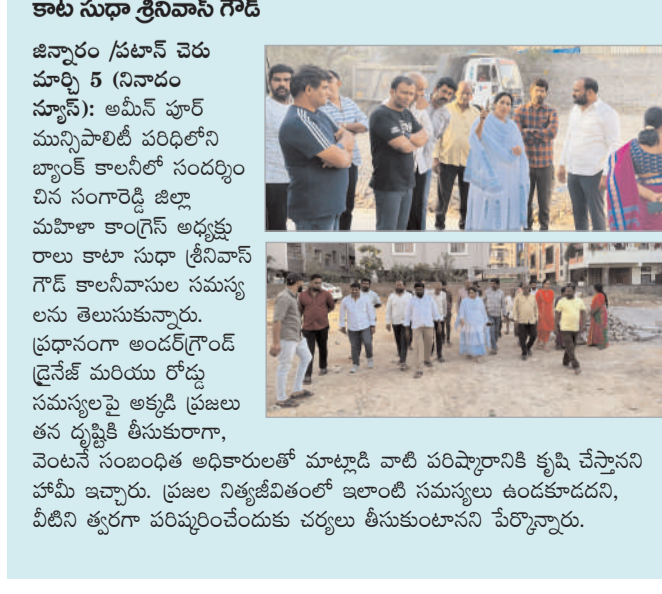 కాట సుధా శ్రీనివాస్ గౌడ్
జిన్నారం /పటాన్ చెరు
మార్చి 5 (నినాదం
న్యూస్): అమీన్ పూర్
మున్సిపాలిటీ పరిధిలోని
బ్యాంక్ కాలనీలో సందర్శిం
చిన సంగారెడ్డి జిల్లా
మహిళా కాంగ్రెస్ అధ్యక్షు
రాలు కాటా సుధా శ్రీనివాస్
గౌడ్ కాలనీవాసుల సమస్య
లను తెలుసుకున్నారు.
ప్రధానంగా అండర్‌గ్రౌండ్
డ్రైనేజ్ మరియు రోడ్డు
సమస్యలపై అక్కడి ప్రజలు
తన దృష్టికి తీసుకురాగా,
వెంటనే సంబంధిత అధికారులతో మాట్లాడి వాటి పరిష్కారానికి కృషి చేస్తానని
హామీ ఇచ్చారు. ప్రజల నిత్యజీవితంలో ఇలాంటి సమస్యలు ఉండకూడదని,
వీటిని త్వరగా పరిష్కరించేందుకు చర్యలు తీసుకుంటానని పేర్కొన్నారు.